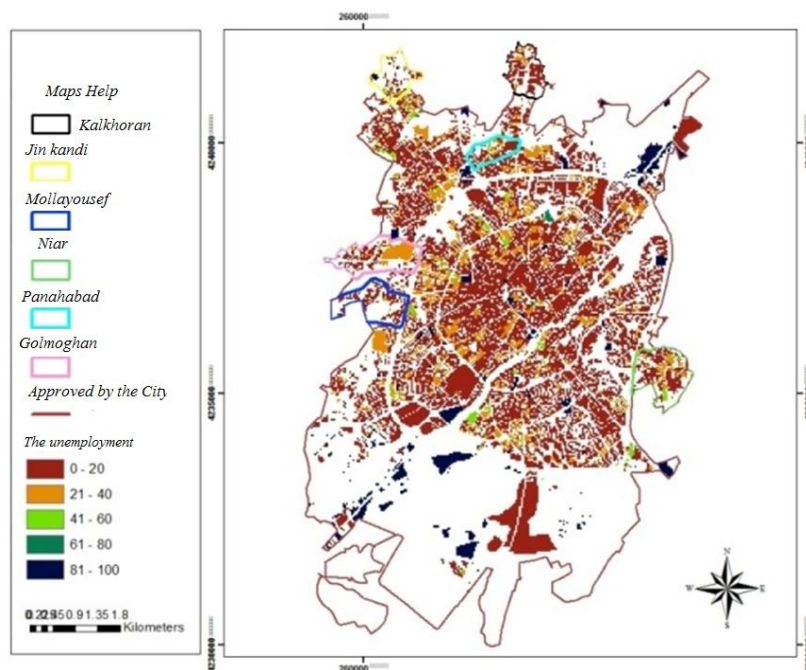 260000
Maps Help
Kalkhoran
Jin kandi
Mollayousef
Niar
Panahabad
Golmoghan
Approved by the City
The unemployment
0 - 20
21 - 40
41 - 60
61 - 80
81 - 100
Kilometers
4240000
4235000
4230000
N
W
E
S
260000